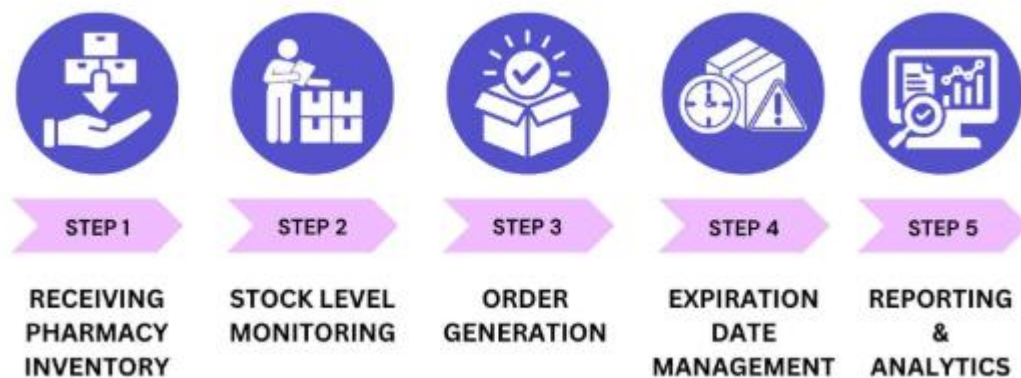 STEP 1
RECEIVING
PHARMACY
INVENTORY
STEP 2
STOCK LEVEL
MONITORING
STEP 3
ORDER
GENERATION
STEP 4
EXPIRATION
DATE
MANAGEMENT
STEP 5
REPORTING
&
ANALYTICS